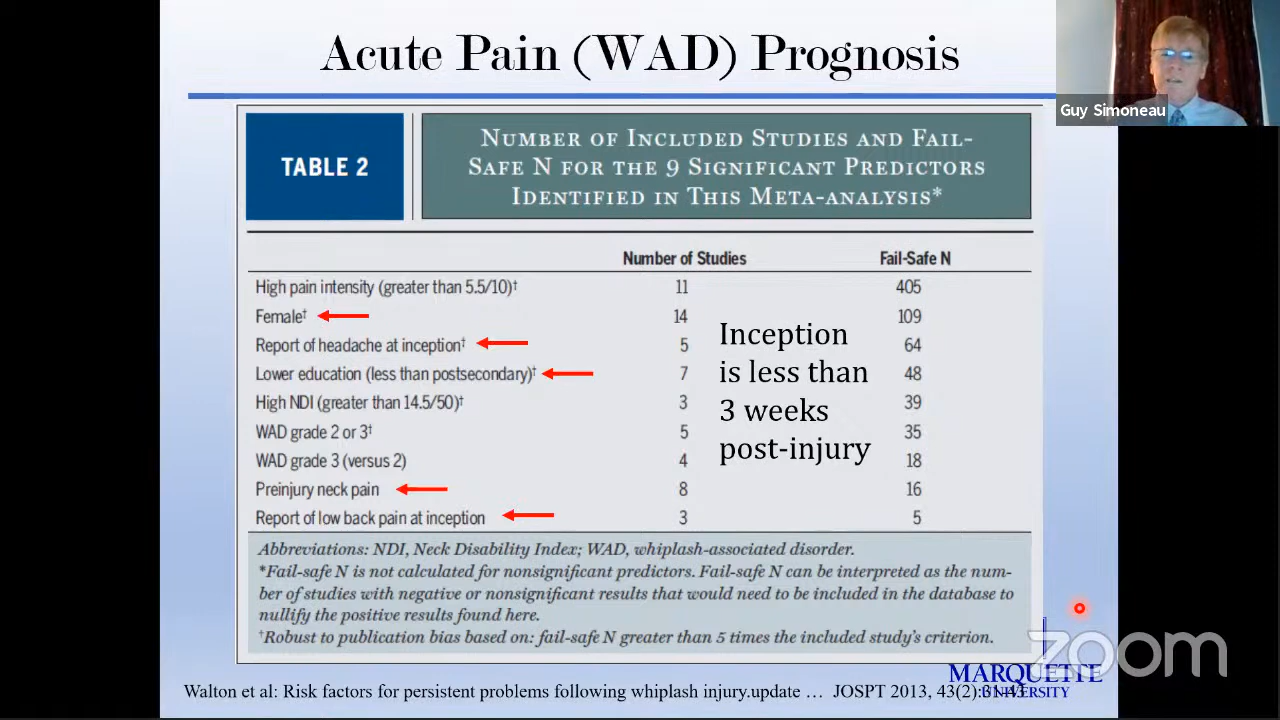 Acute Pain (WAD) Prognosis
Guy Simoneau
TABLE 2
NUMBER OF INCLUDED STUDIES AND FAIL-
SAFE N FOR THE 9 SIGNIFICANT PREDICTORS
IDENTIFIED IN THIS META-ANALYSIS*
Number of Studies Fail-Safe N
High pain intensity (greater than 5.5/10)† 11 405
Female† 14 109
Report of headache at inception† 5 64
Lower education (less than postsecondary)† 7 48
High NDI (greater than 14.5/50)† 3 39
WAD grade 2 or 3† 5 35
WAD grade 3 (versus 2) 4 18
Preinjury neck pain 8 16
Report of low back pain at inception 3 5
Inception
is less than
3 weeks
post-injury
Abbreviations: NDI, Neck Disability Index; WAD, whiplash-associated disorder.
*Fail-safe N is not calculated for nonsignificant predictors. Fail-safe N can be interpreted as the num-
ber of studies with negative or nonsignificant results that would need to be included in the database to
nullify the positive results found here.
†Robust to publication bias based on: fail-safe N greater than 5 times the included study's criterion.
zoom
MARQUETTE
UNIVERSITY
Walton et al: Risk factors for persistent problems following whiplash injury.update … JOSPT 2013, 43(2):31-43